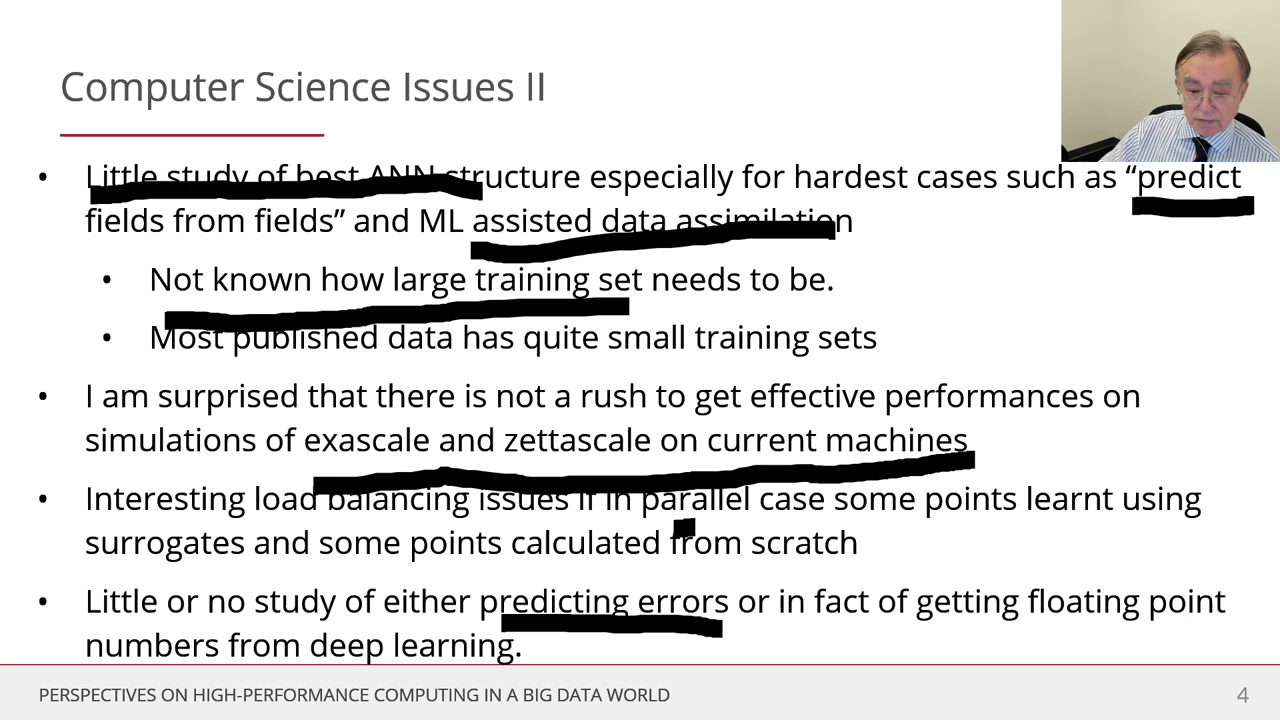 Computer Science Issues II
• Little study of best ANN structure especially for hardest cases such as “predict
fields from fields” and ML assisted data assimilation
• Not known how large training set needs to be.
• Most published data has quite small training sets
• I am surprised that there is not a rush to get effective performances on
simulations of exascale and zettascale on current machines
• Interesting load balancing issues if in parallel case some points learnt using
surrogates and some points calculated from scratch
• Little or no study of either predicting errors or in fact of getting floating point
numbers from deep learning.
PERSPECTIVES ON HIGH-PERFORMANCE COMPUTING IN A BIG DATA WORLD
4